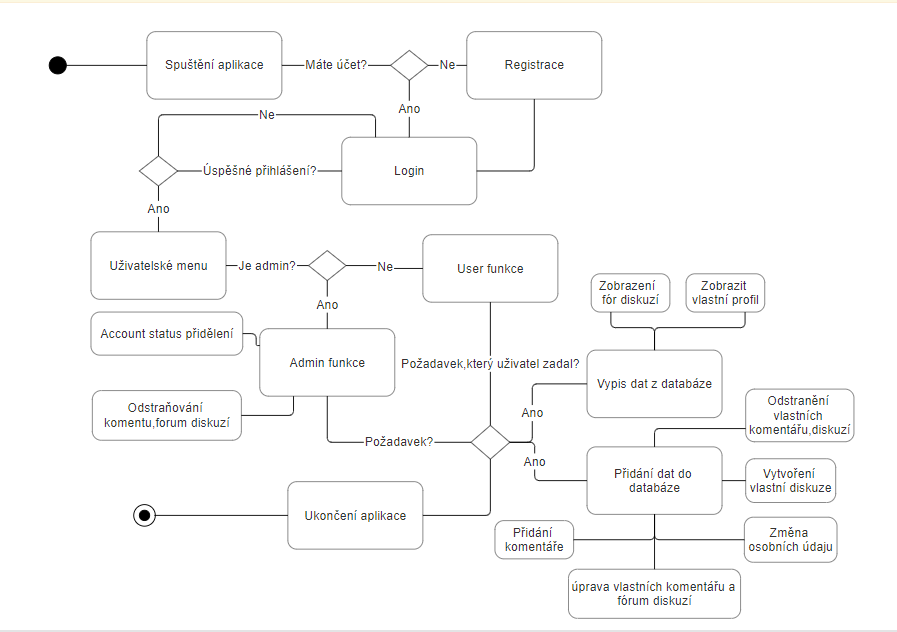 Spuštění aplikace
Máte účet?
Ne
Registrace
Ano
Ne
Úspěšné přihlášení?
Login
Ano
Uživatelské menu
Je admin?
Ne
User funkce
Ano
Zobrazení
fór diskuzí
Zobrazit
vlastní profil
Account status přidělení
Admin funkce
Požadavek,který uživatel zadal?
Vypis dat z databáze
Odstraňování
komentu,forum diskuzí
Ano
Odstranění
vlastních
komentářu,diskuzí
Požadavek?
Ano
Přidání dat do
databáze
Vytvoření
vlastní diskuze
Ukončení aplikace
Přidání
komentáře
Změna
osobních údaju
úprava vlastních komentářu a
fórum diskuzí